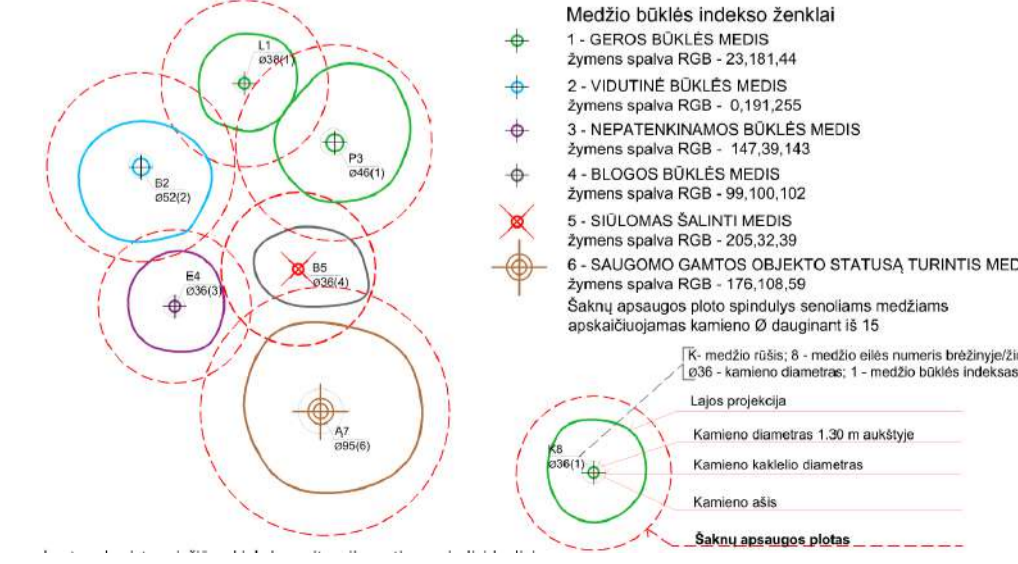 L1
ø38(1)
P3
ø46(1)
B2
ø52(2)
E4
ø36(3)
B5
ø36(4)
Ą7
ø95(6)
Medžio būklės indekso ženklai
1 - GEROS BŪKLĖS MEDIS
žymens spalva RGB - 23,181,44
2 - VIDUTINĖ BŪKLĖS MEDIS
žymens spalva RGB - 0,191,255
3 - NEPATENKINAMOS BŪKLĖS MEDIS
žymens spalva RGB - 147,39,143
4 - BLOGOS BŪKLĖS MEDIS
žymens spalva RGB - 99,100,102
5 - SIŪLOMAS ŠALINTI MEDIS
žymens spalva RGB - 205,32,39
6 - SAUGOMO GAMTOS OBJEKTO STATUSĄ TURINTIS MED
žymens spalva RGB - 176,108,59
Šaknų apsaugos ploto spindulys senoliams medžiams
apskaičiuojamas kamieno Ø dauginant iš 15
K- medžio rūšis; 8 - medžio eilės numeris brėžinyje/ži
ø36 - kamieno diametras; 1 - medžio būklės indeksas
Lajos projekcija
K8
ø36(1)
Kamieno diametras 1.30 m aukštyje
Kamieno kaklelio diametras
Kamieno ašis
Šaknų apsaugos plotas